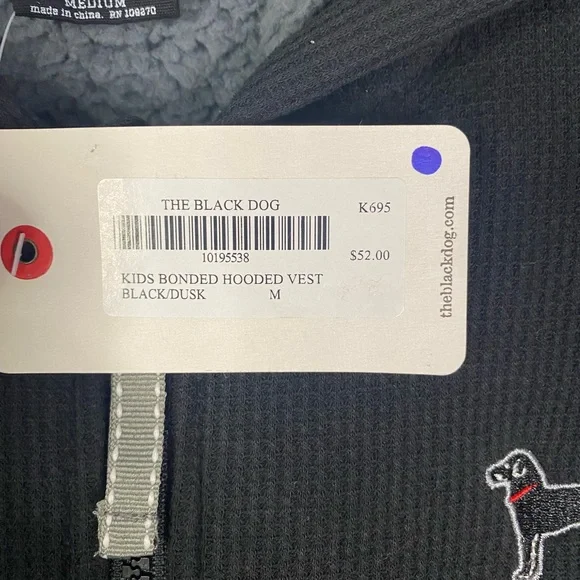 MEDIUM
made in china. RN 109270
THE BLACK DOG K695
10195538 $52.00
KIDS BONDED HOODED VEST
BLACK/DUSK M
theblackdog.com